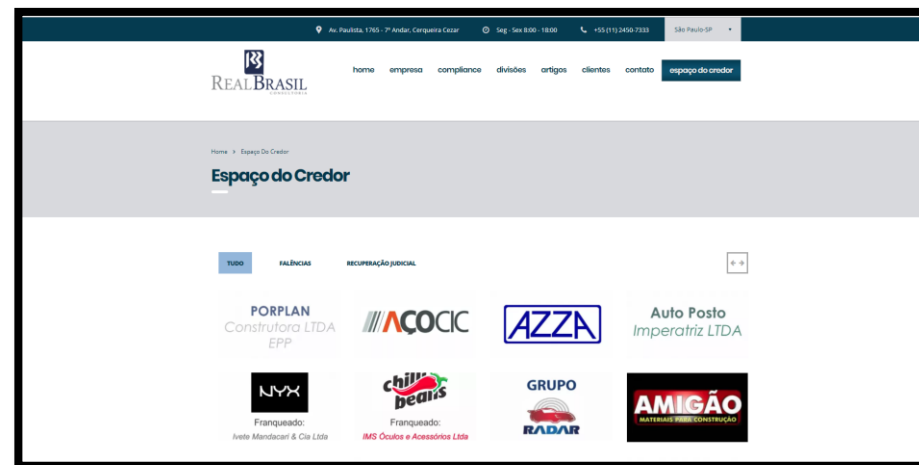 Av. Paulista, 1765 - 7º Andar, Cerqueira Cezar
Seg - Sex 8:00 - 18:00
+55 (11) 2450-7333
São Paulo-SP
REALBRASIL
CONSULTORIA
home empresa compliance divisões artigos clientes contato espaço do credor
Home > Espaço Do Credor
Espaço do Credor
TUDO FALÊNCIAS RECUPERAÇÃO JUDICIAL
PORPLAN
Construtora LTDA
EPP
AÇOCIC
AZZA
Auto Posto
Imperatriz LTDA
NYX
Franqueado:
Ivete Mandacari & Cia Ltda
chilli
beans
Franqueado:
IMS Óculos e Acessórios Ltda
GRUPO
RADAR
AMIGÃO
MATERIAIS PARA CONSTRUÇÃO